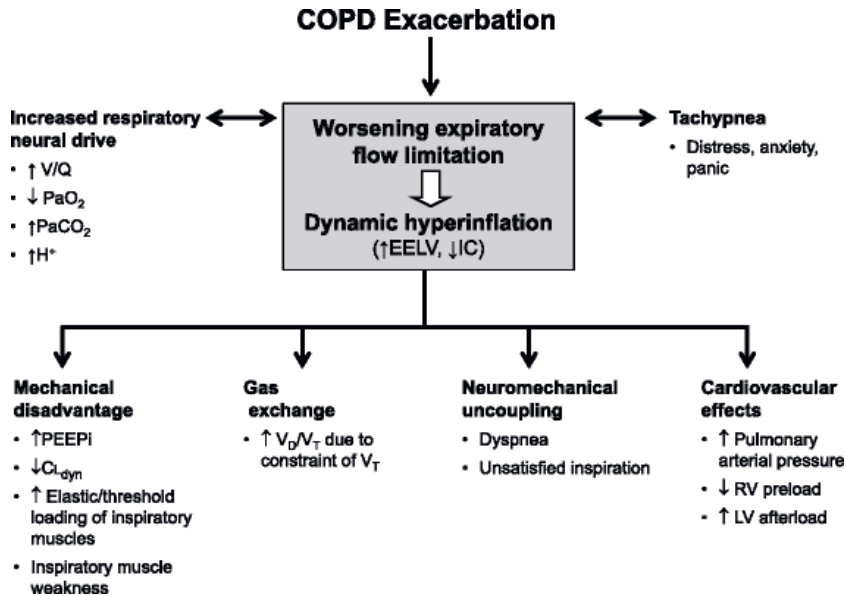 COPD Exacerbation
Increased respiratory
neural drive
• ↑ V/Q
• ↓ PaO₂
• ↑PaCO₂
• ↑H⁺
Worsening expiratory
flow limitation
Dynamic hyperinflation
(↑EELV, ↓IC)
Tachypnea
• Distress, anxiety,
panic
Mechanical
disadvantage
• ↑PEEPi
• ↓CLdyn
• ↑ Elastic/threshold
loading of inspiratory
muscles
• Inspiratory muscle
weakness
Gas
exchange
• ↑ VD/VT due to
constraint of VT
Neuromechanical
uncoupling
• Dyspnea
• Unsatisfied inspiration
Cardiovascular
effects
• ↑ Pulmonary
arterial pressure
• ↓ RV preload
• ↑ LV afterload